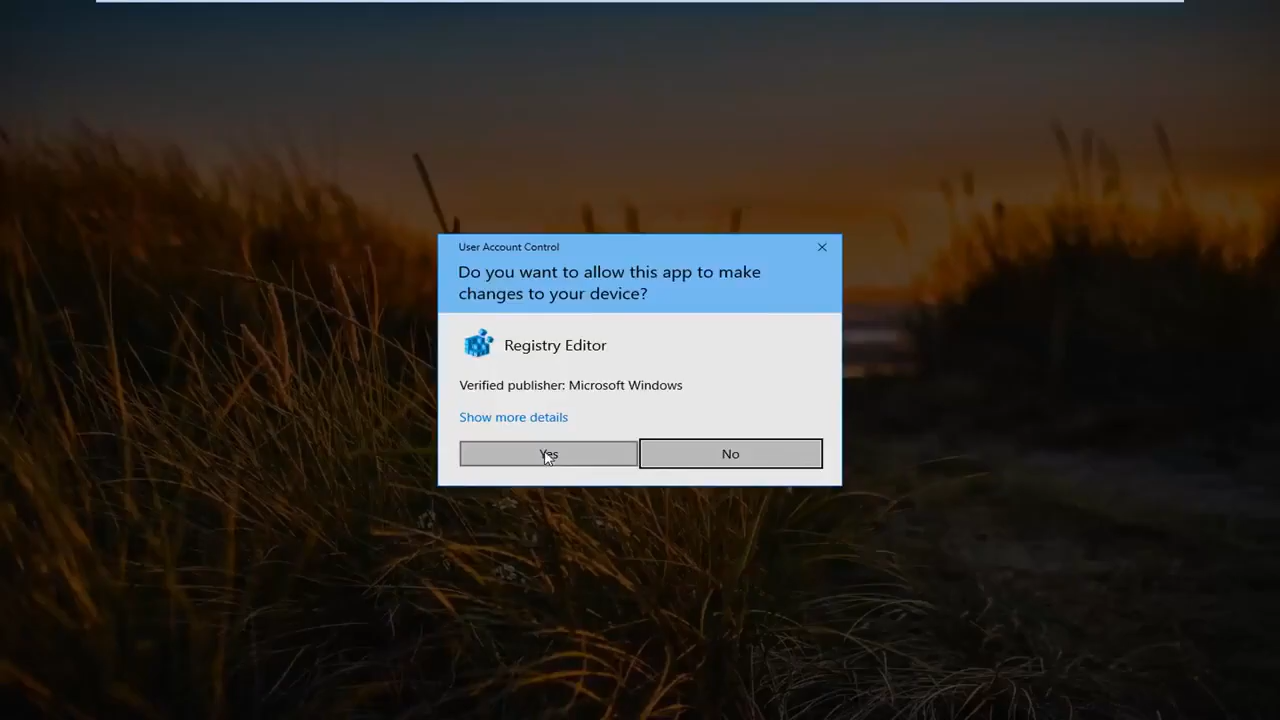 User Account Control
Do you want to allow this app to make
changes to your device?
Registry Editor
Verified publisher: Microsoft Windows
Show more details
Yes
No